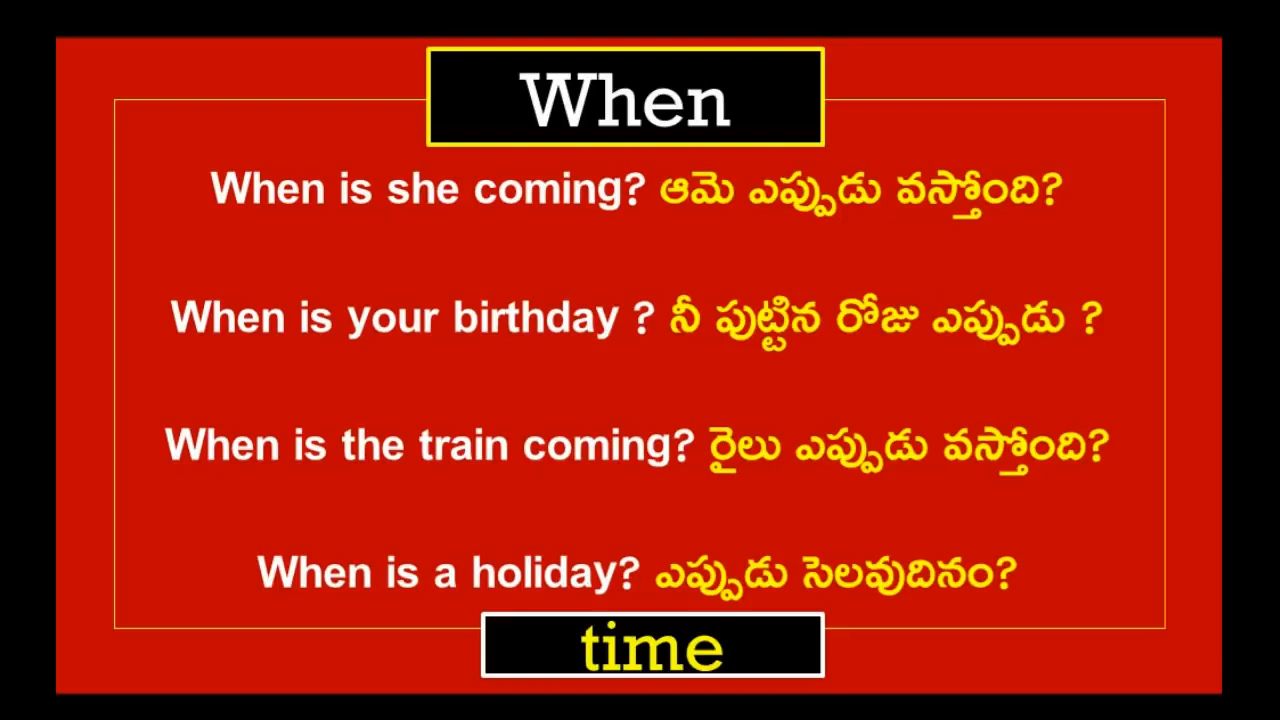 When
When is she coming? ఆమె ఎప్పుడు వస్తోంది?
When is your birthday ? నీ పుట్టిన రోజు ఎప్పుడు ?
When is the train coming? రైలు ఎప్పుడు వస్తోంది?
When is a holiday? ఎప్పుడు సెలవుదినం?
time